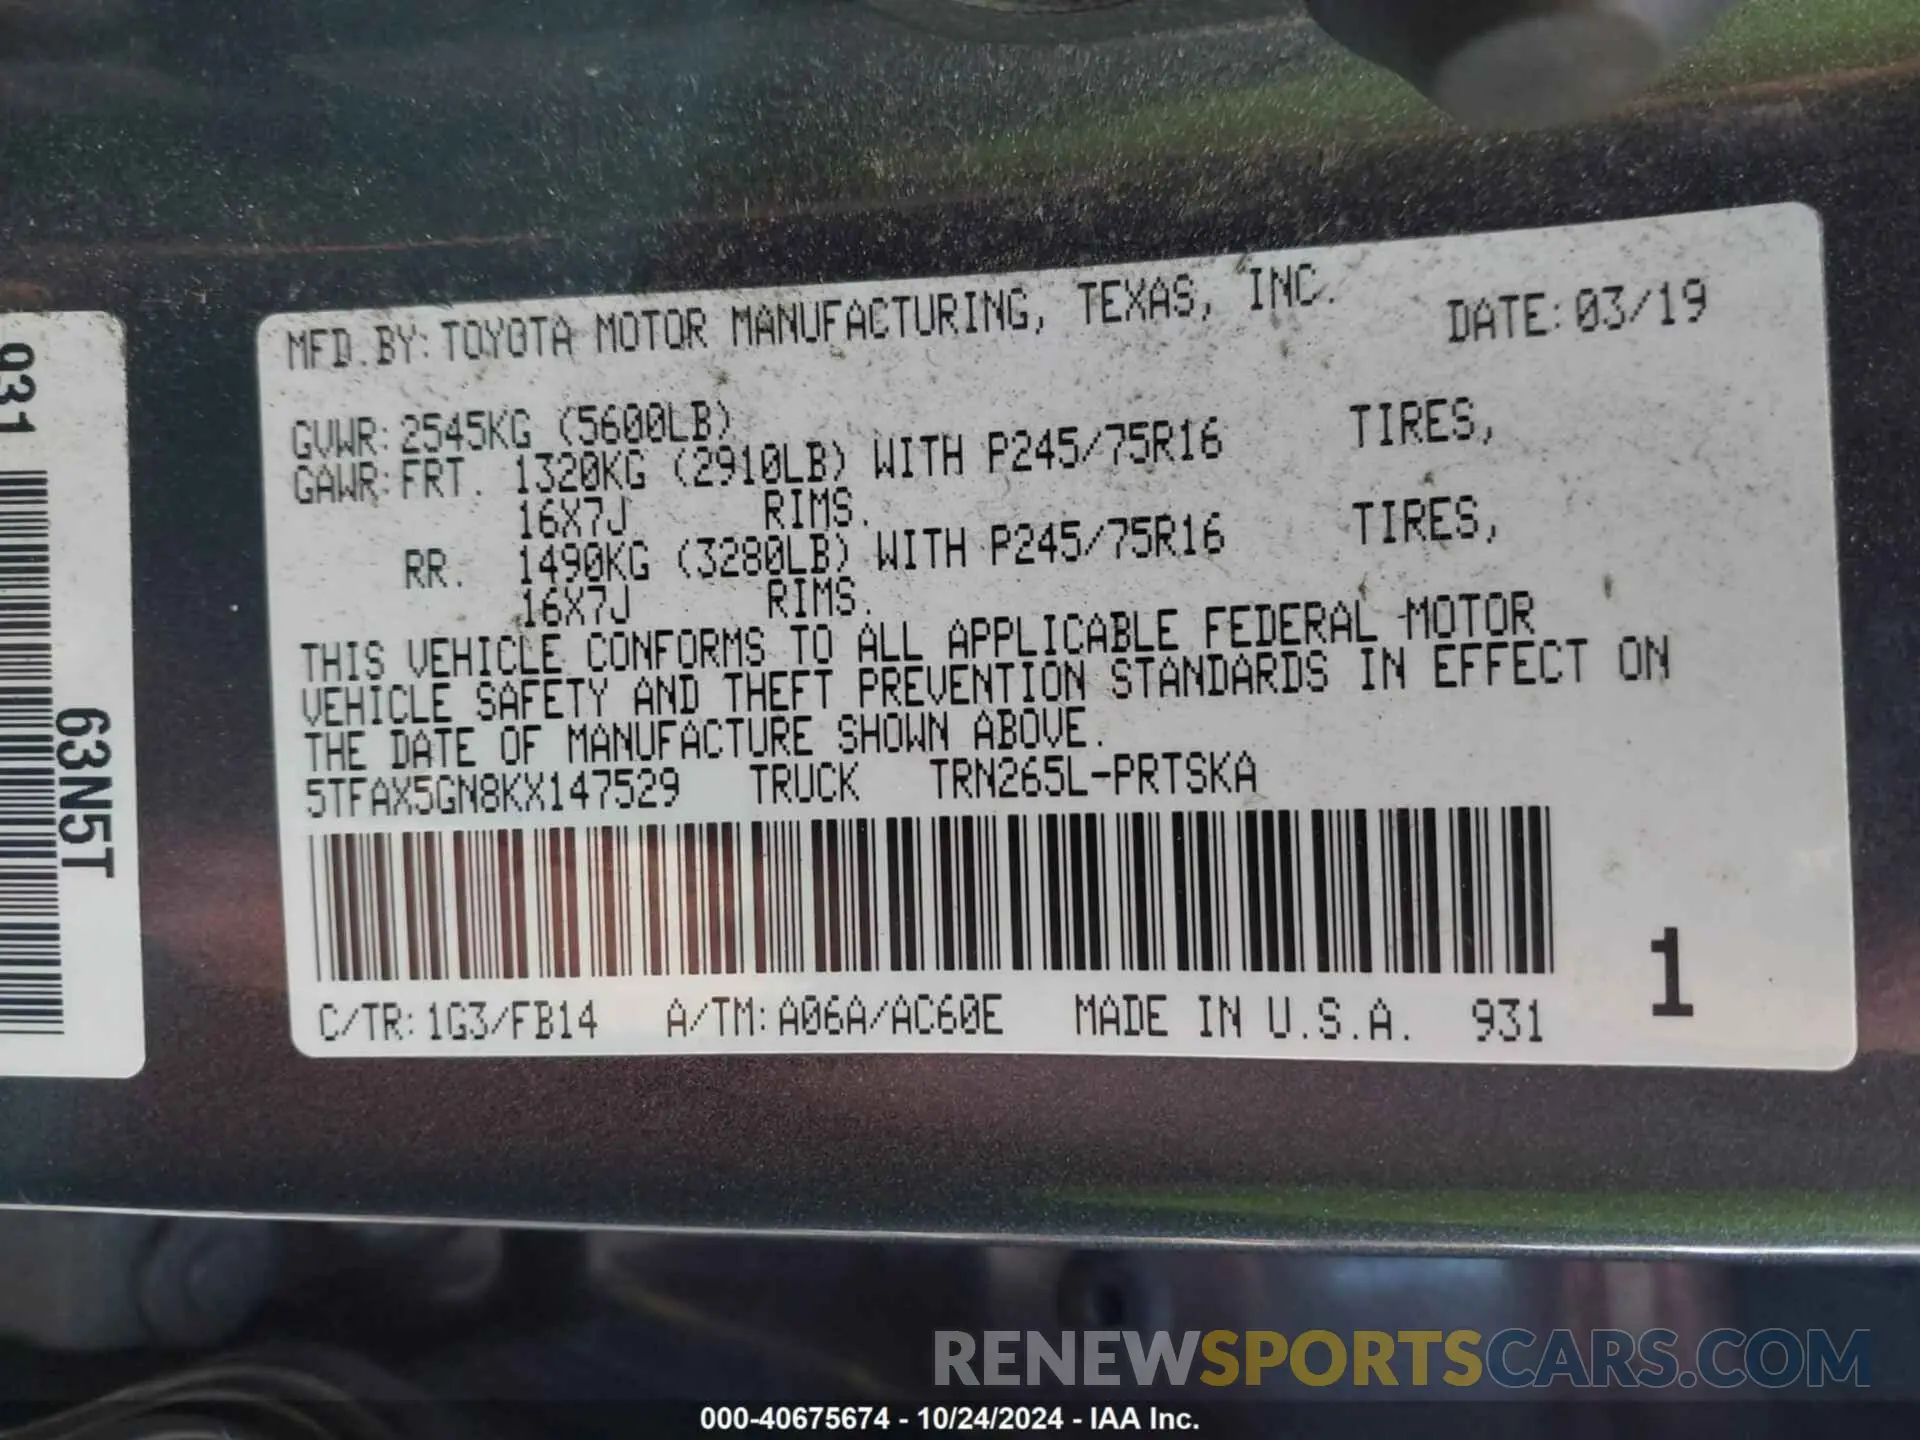 MFD. BY: TOYOTA MOTOR MANUFACTURING, TEXAS, INC. DATE: 03/19
GVWR: 2545KG (5600LB)
GAWR: FRT. 1320KG (2910LB) WITH P245/75R16 TIRES,
16X7J RIMS.
RR. 1490KG (3280LB) WITH P245/75R16 TIRES,
16X7J RIMS.
THIS VEHICLE CONFORMS TO ALL APPLICABLE FEDERAL MOTOR
VEHICLE SAFETY AND THEFT PREVENTION STANDARDS IN EFFECT ON
THE DATE OF MANUFACTURE SHOWN ABOVE.
5TFAX5GN8KX147529 TRUCK TRN265L-PRTSKA
C/TR: 1G3/FB14 A/TM: A06A/AC60E MADE IN U.S.A. 931
1
931
63N5T
RENEWSPORTSCARS.COM
000-40675674 - 10/24/2024 - IAA Inc.